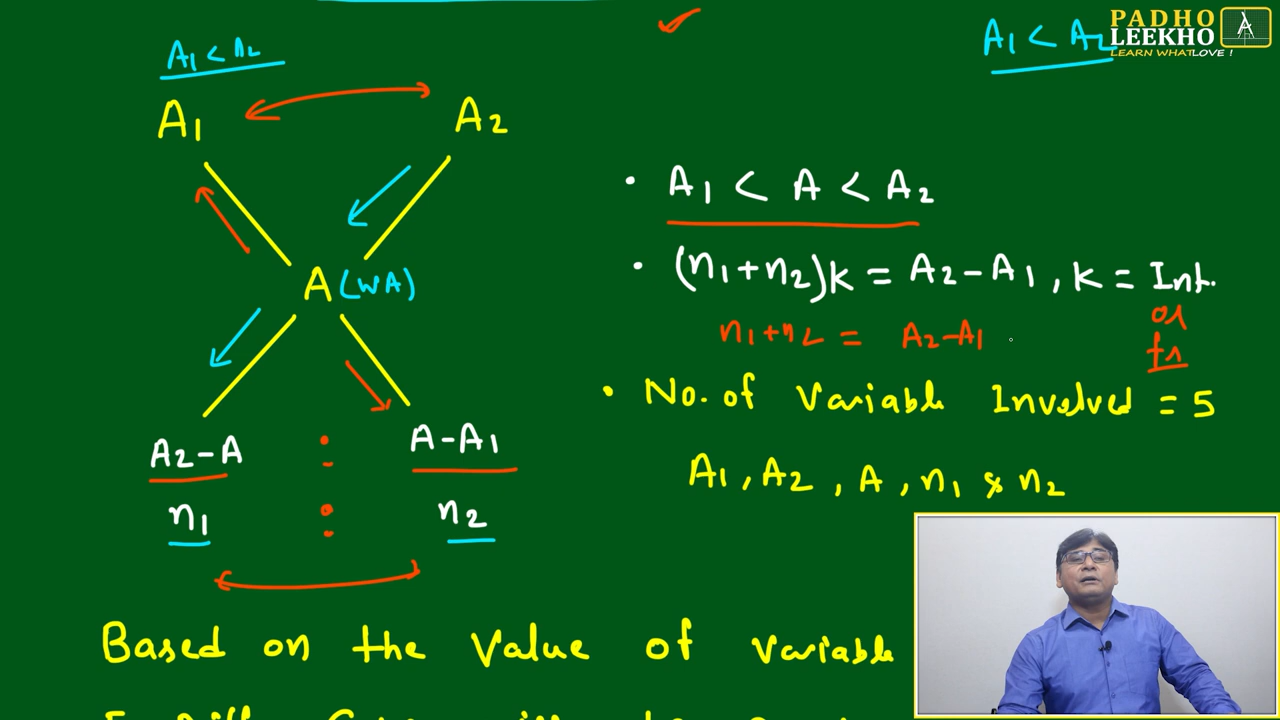 PADHO
LEEKHO
LEARN WHAT LOVE !
A1 < A2
A1 < A2
A1
A2
A (WA)
A2-A : A-A1
n1 : n2
• A1 < A < A2
• (n1+n2)K = A2-A1, K = Int.
or
fr
n1+n2 = A2-A1
• No. of Variable Involved = 5
A1, A2, A, n1 & n2
Based on the value of variable